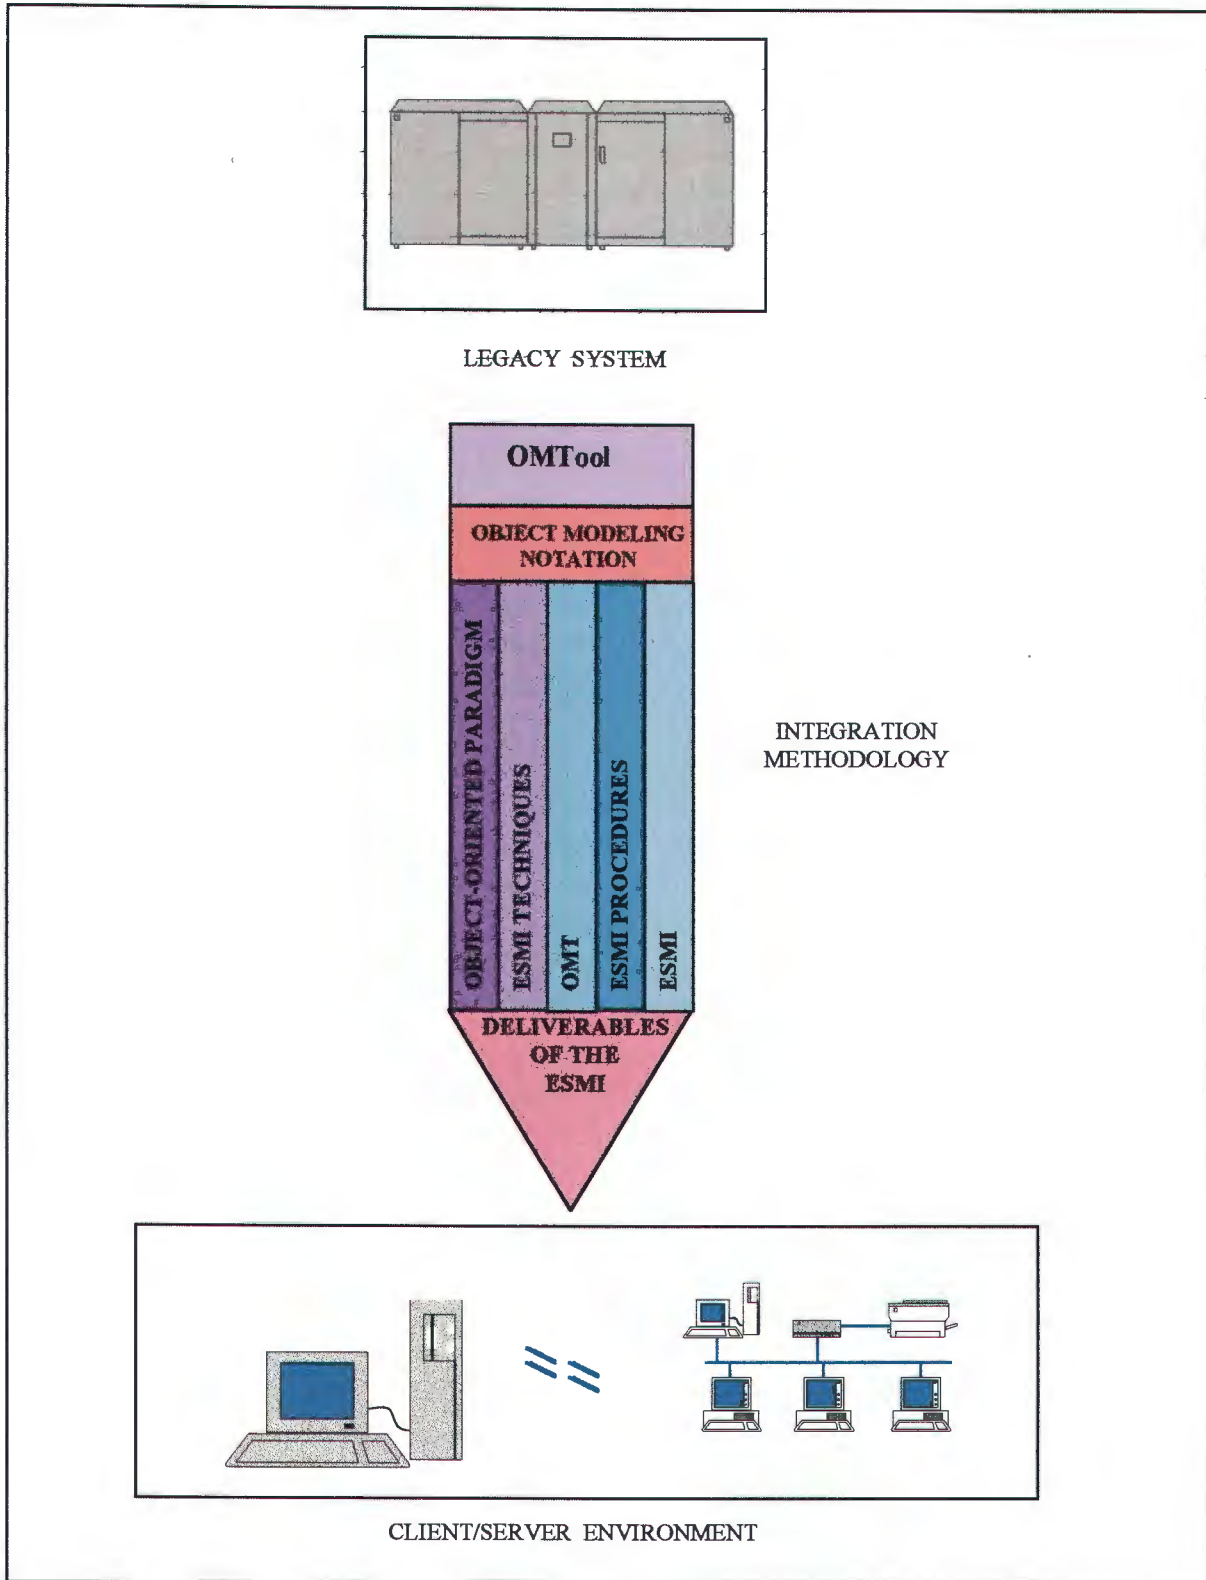 LEGACY SYSTEM
OMTool
OBJECT MODELING
NOTATION
OBJECT-ORIENTED PARADIGM
ESMI TECHNIQUES
OMT
ESMI PROCEDURES
ESMI
INTEGRATION
METHODOLOGY
DELIVERABLES
OF THE
ESMI
CLIENT/SERVER ENVIRONMENT